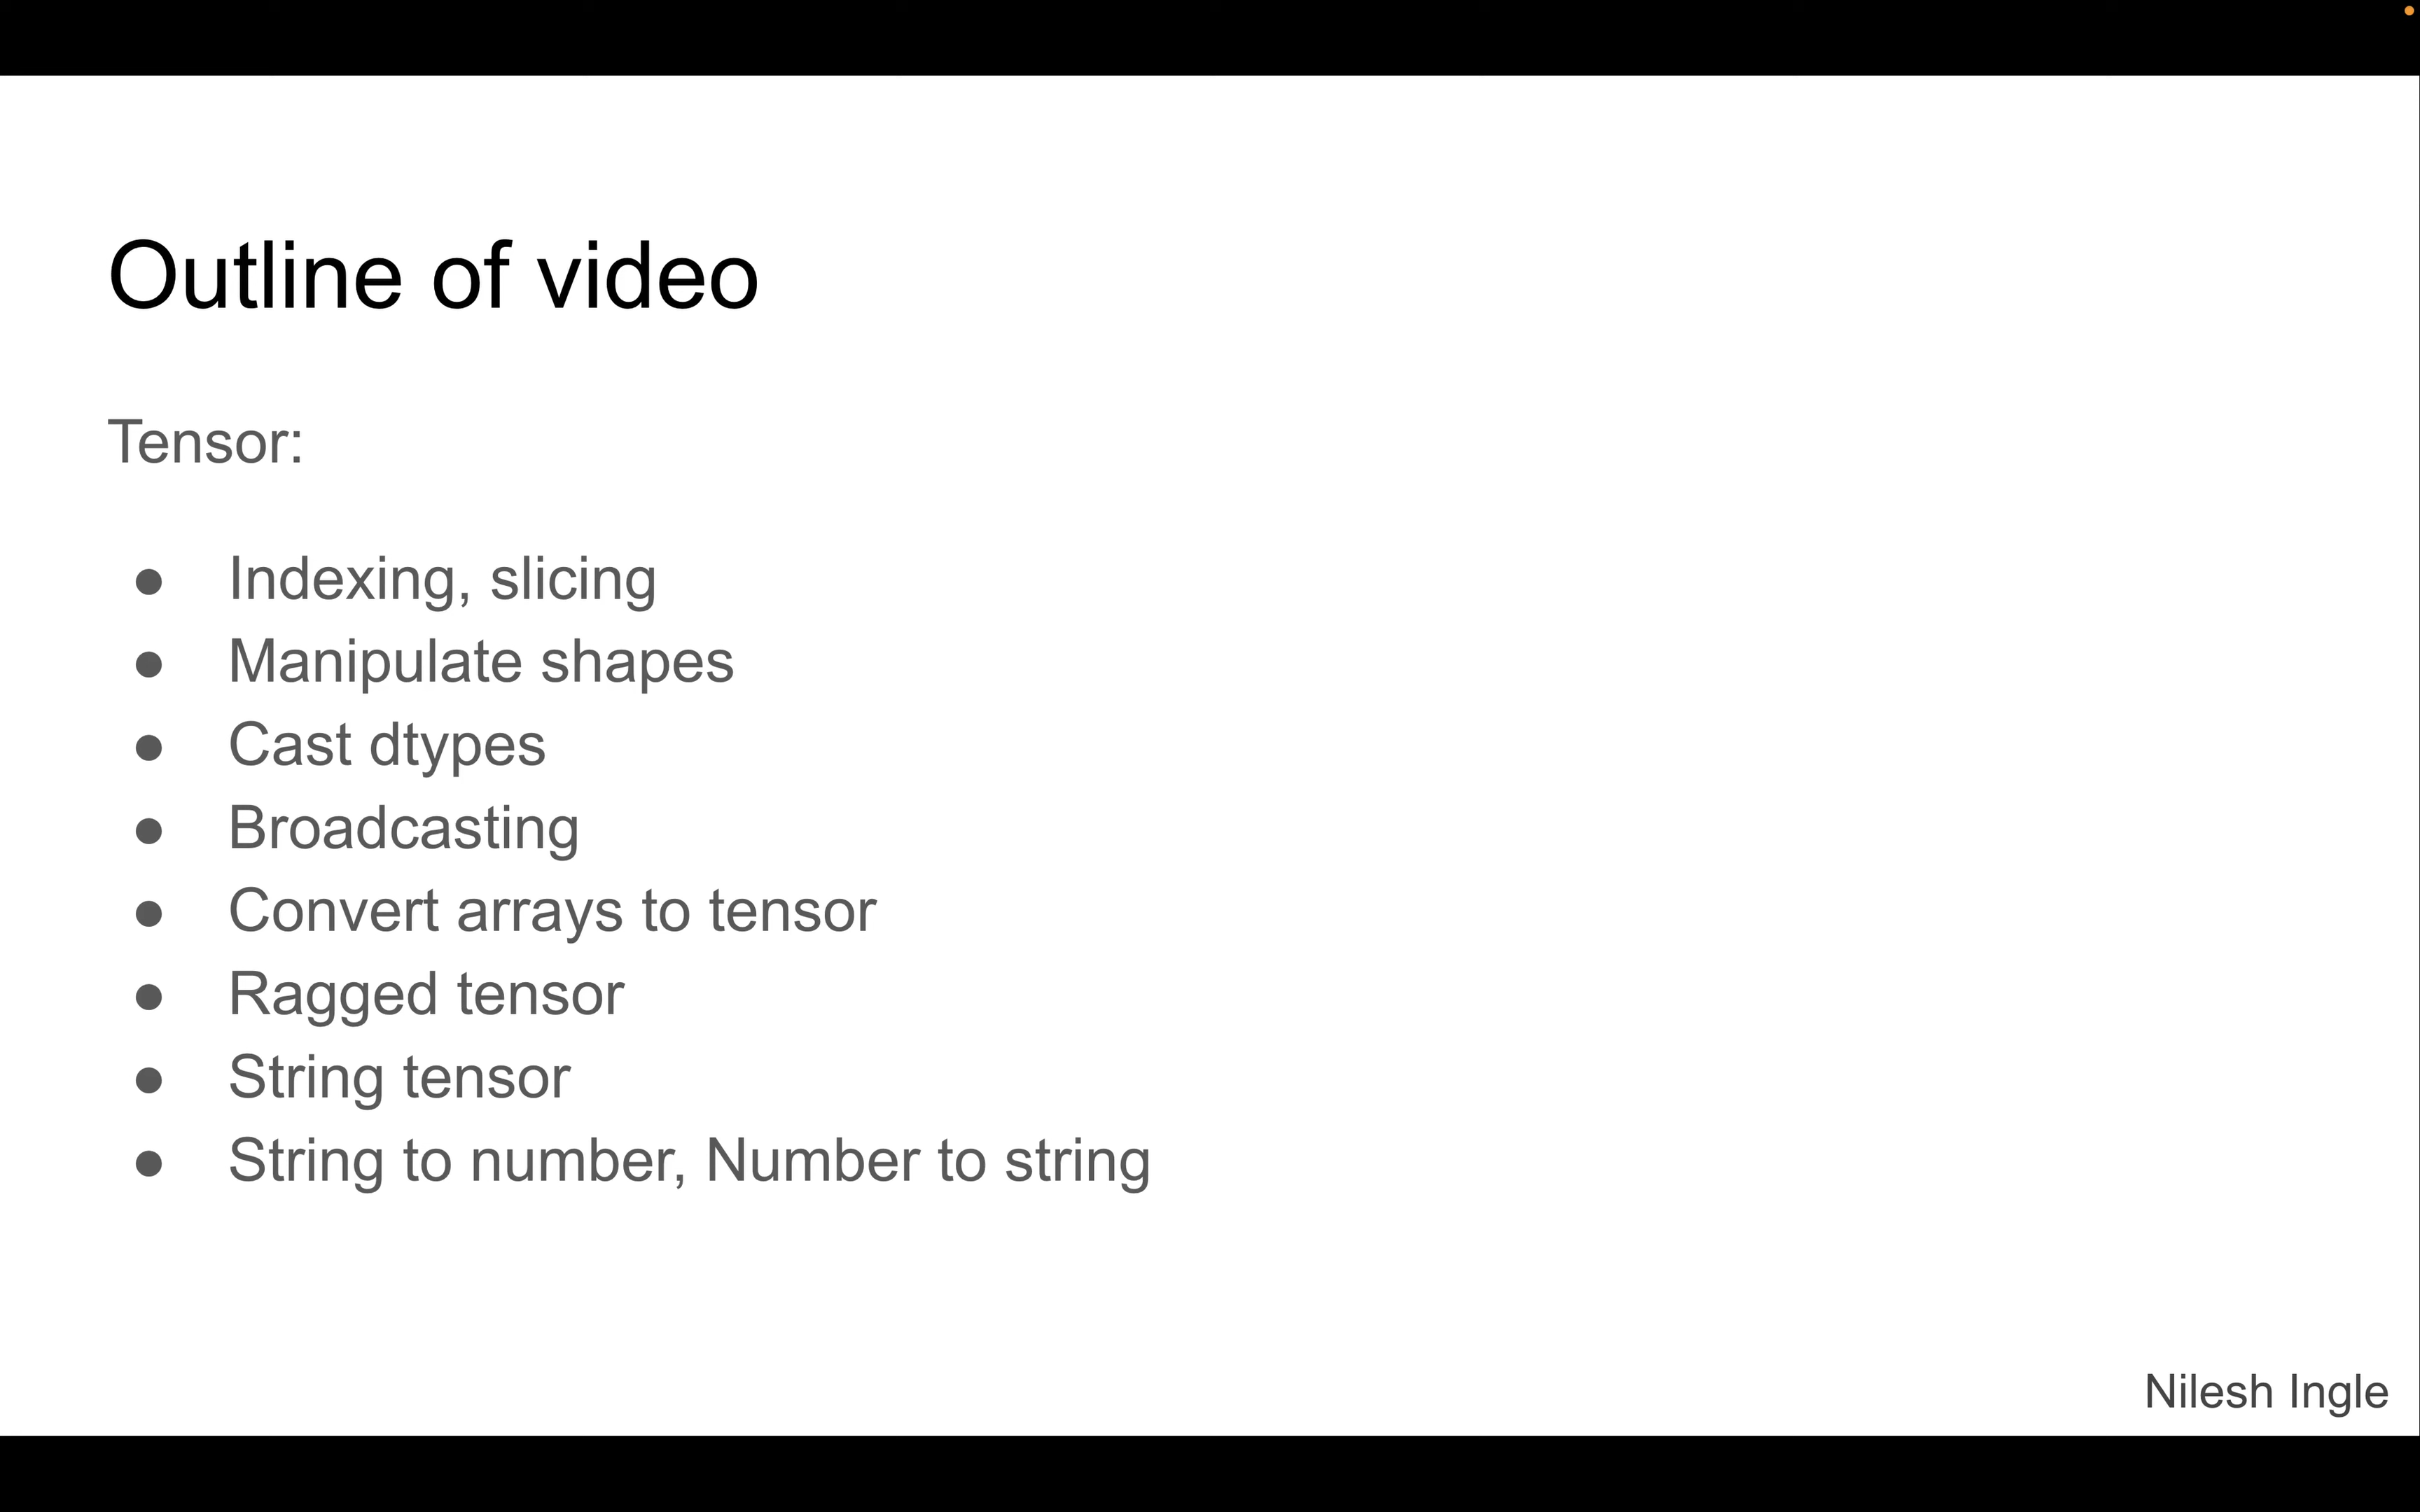 Outline of video
Tensor:
● Indexing, slicing
● Manipulate shapes
● Cast dtypes
● Broadcasting
● Convert arrays to tensor
● Ragged tensor
● String tensor
● String to number, Number to string
Nilesh Ingle